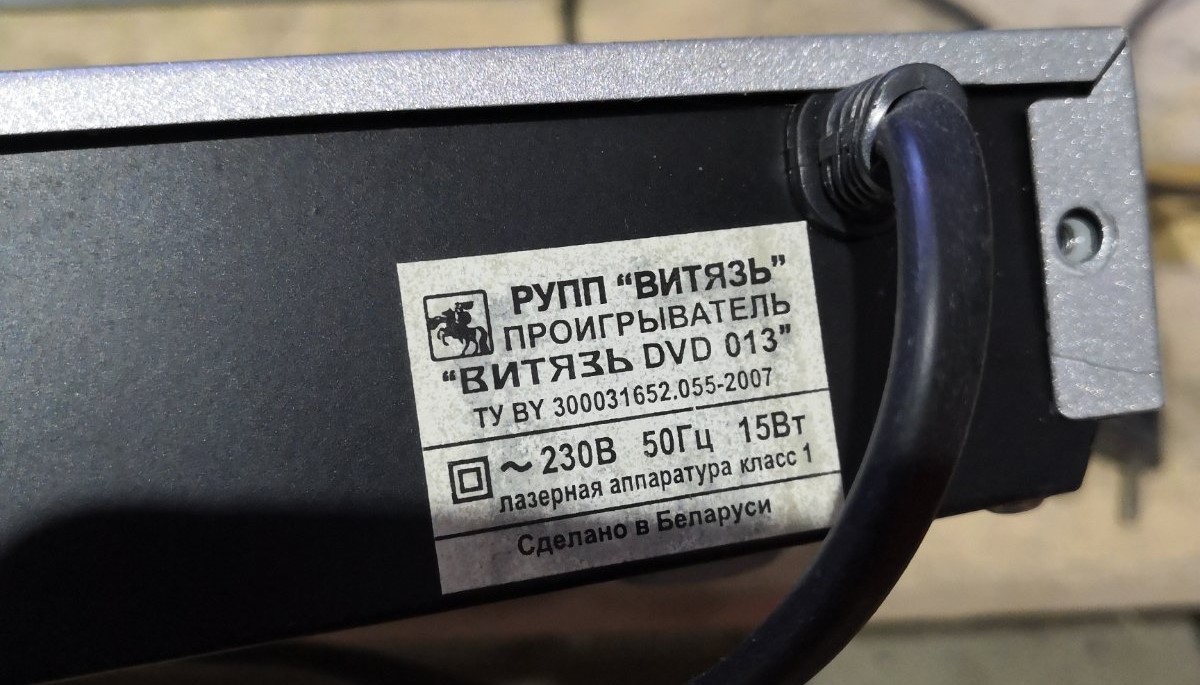 РУПП “ВИТЯЗЬ”
ПРОИГРЫВАТЕЛЬ
“ВИТЯЗЬ DVD 013”
ТУ BY 300031652.055-2007
~ 230В 50Гц 15Вт
лазерная аппаратура класс 1
Сделано в Беларуси